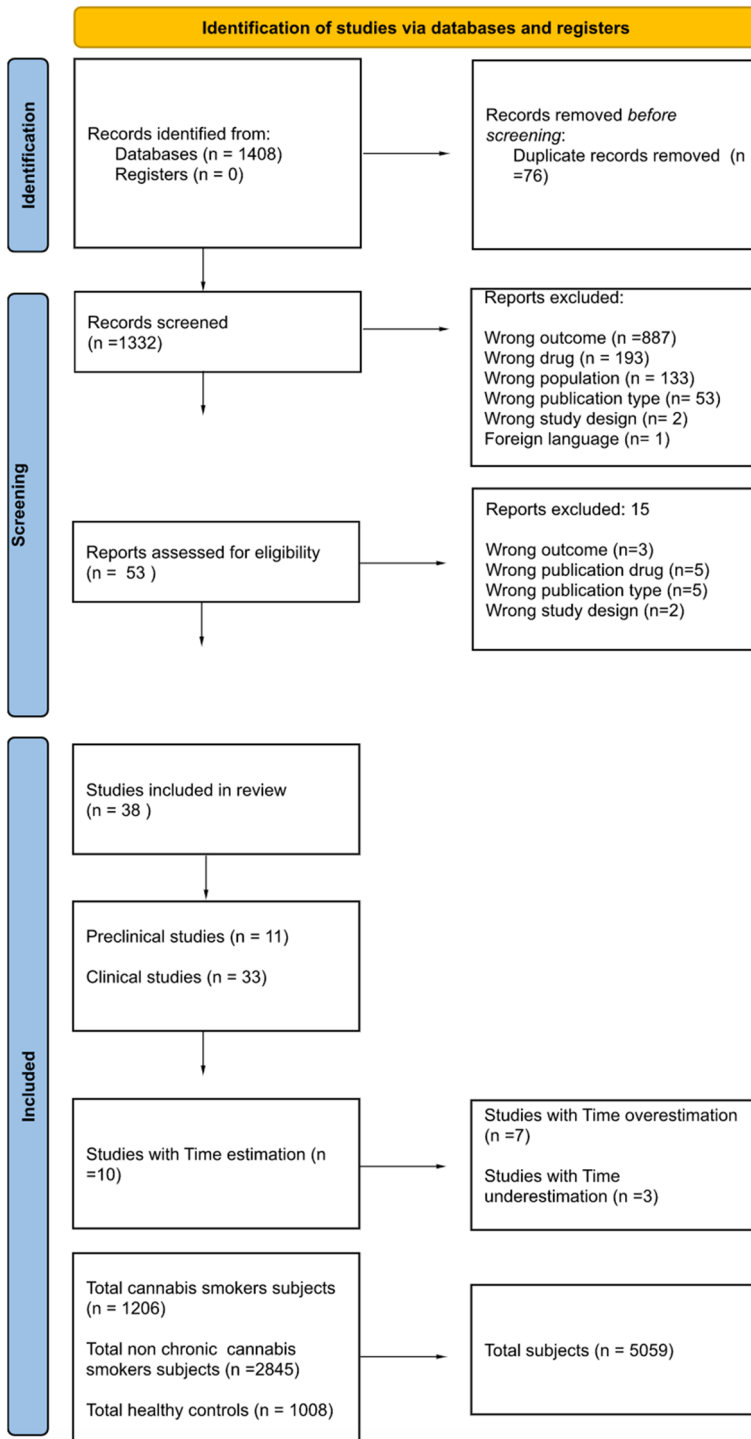 Identification of studies via databases and registers
Identification
Records identified from:
Databases (n = 1408)
Registers (n = 0)
Records removed before
screening:
Duplicate records removed (n
=76)
Screening
Records screened
(n =1332)
Reports excluded:
Wrong outcome (n =887)
Wrong drug (n = 193)
Wrong population (n = 133)
Wrong publication type (n= 53)
Wrong study design (n= 2)
Foreign language (n= 1)
Reports assessed for eligibility
(n = 53 )
Reports excluded: 15
Wrong outcome (n=3)
Wrong publication drug (n=5)
Wrong publication type (n=5)
Wrong study design (n=2)
Included
Studies included in review
(n = 38 )
Preclinical studies (n = 11)
Clinical studies (n = 33)
Studies with Time estimation (n
=10)
Studies with Time overestimation
(n =7)
Studies with Time
underestimation (n =3)
Total cannabis smokers subjects
(n = 1206)
Total non chronic cannabis
smokers subjects (n =2845)
Total healthy controls (n = 1008)
Total subjects (n = 5059)